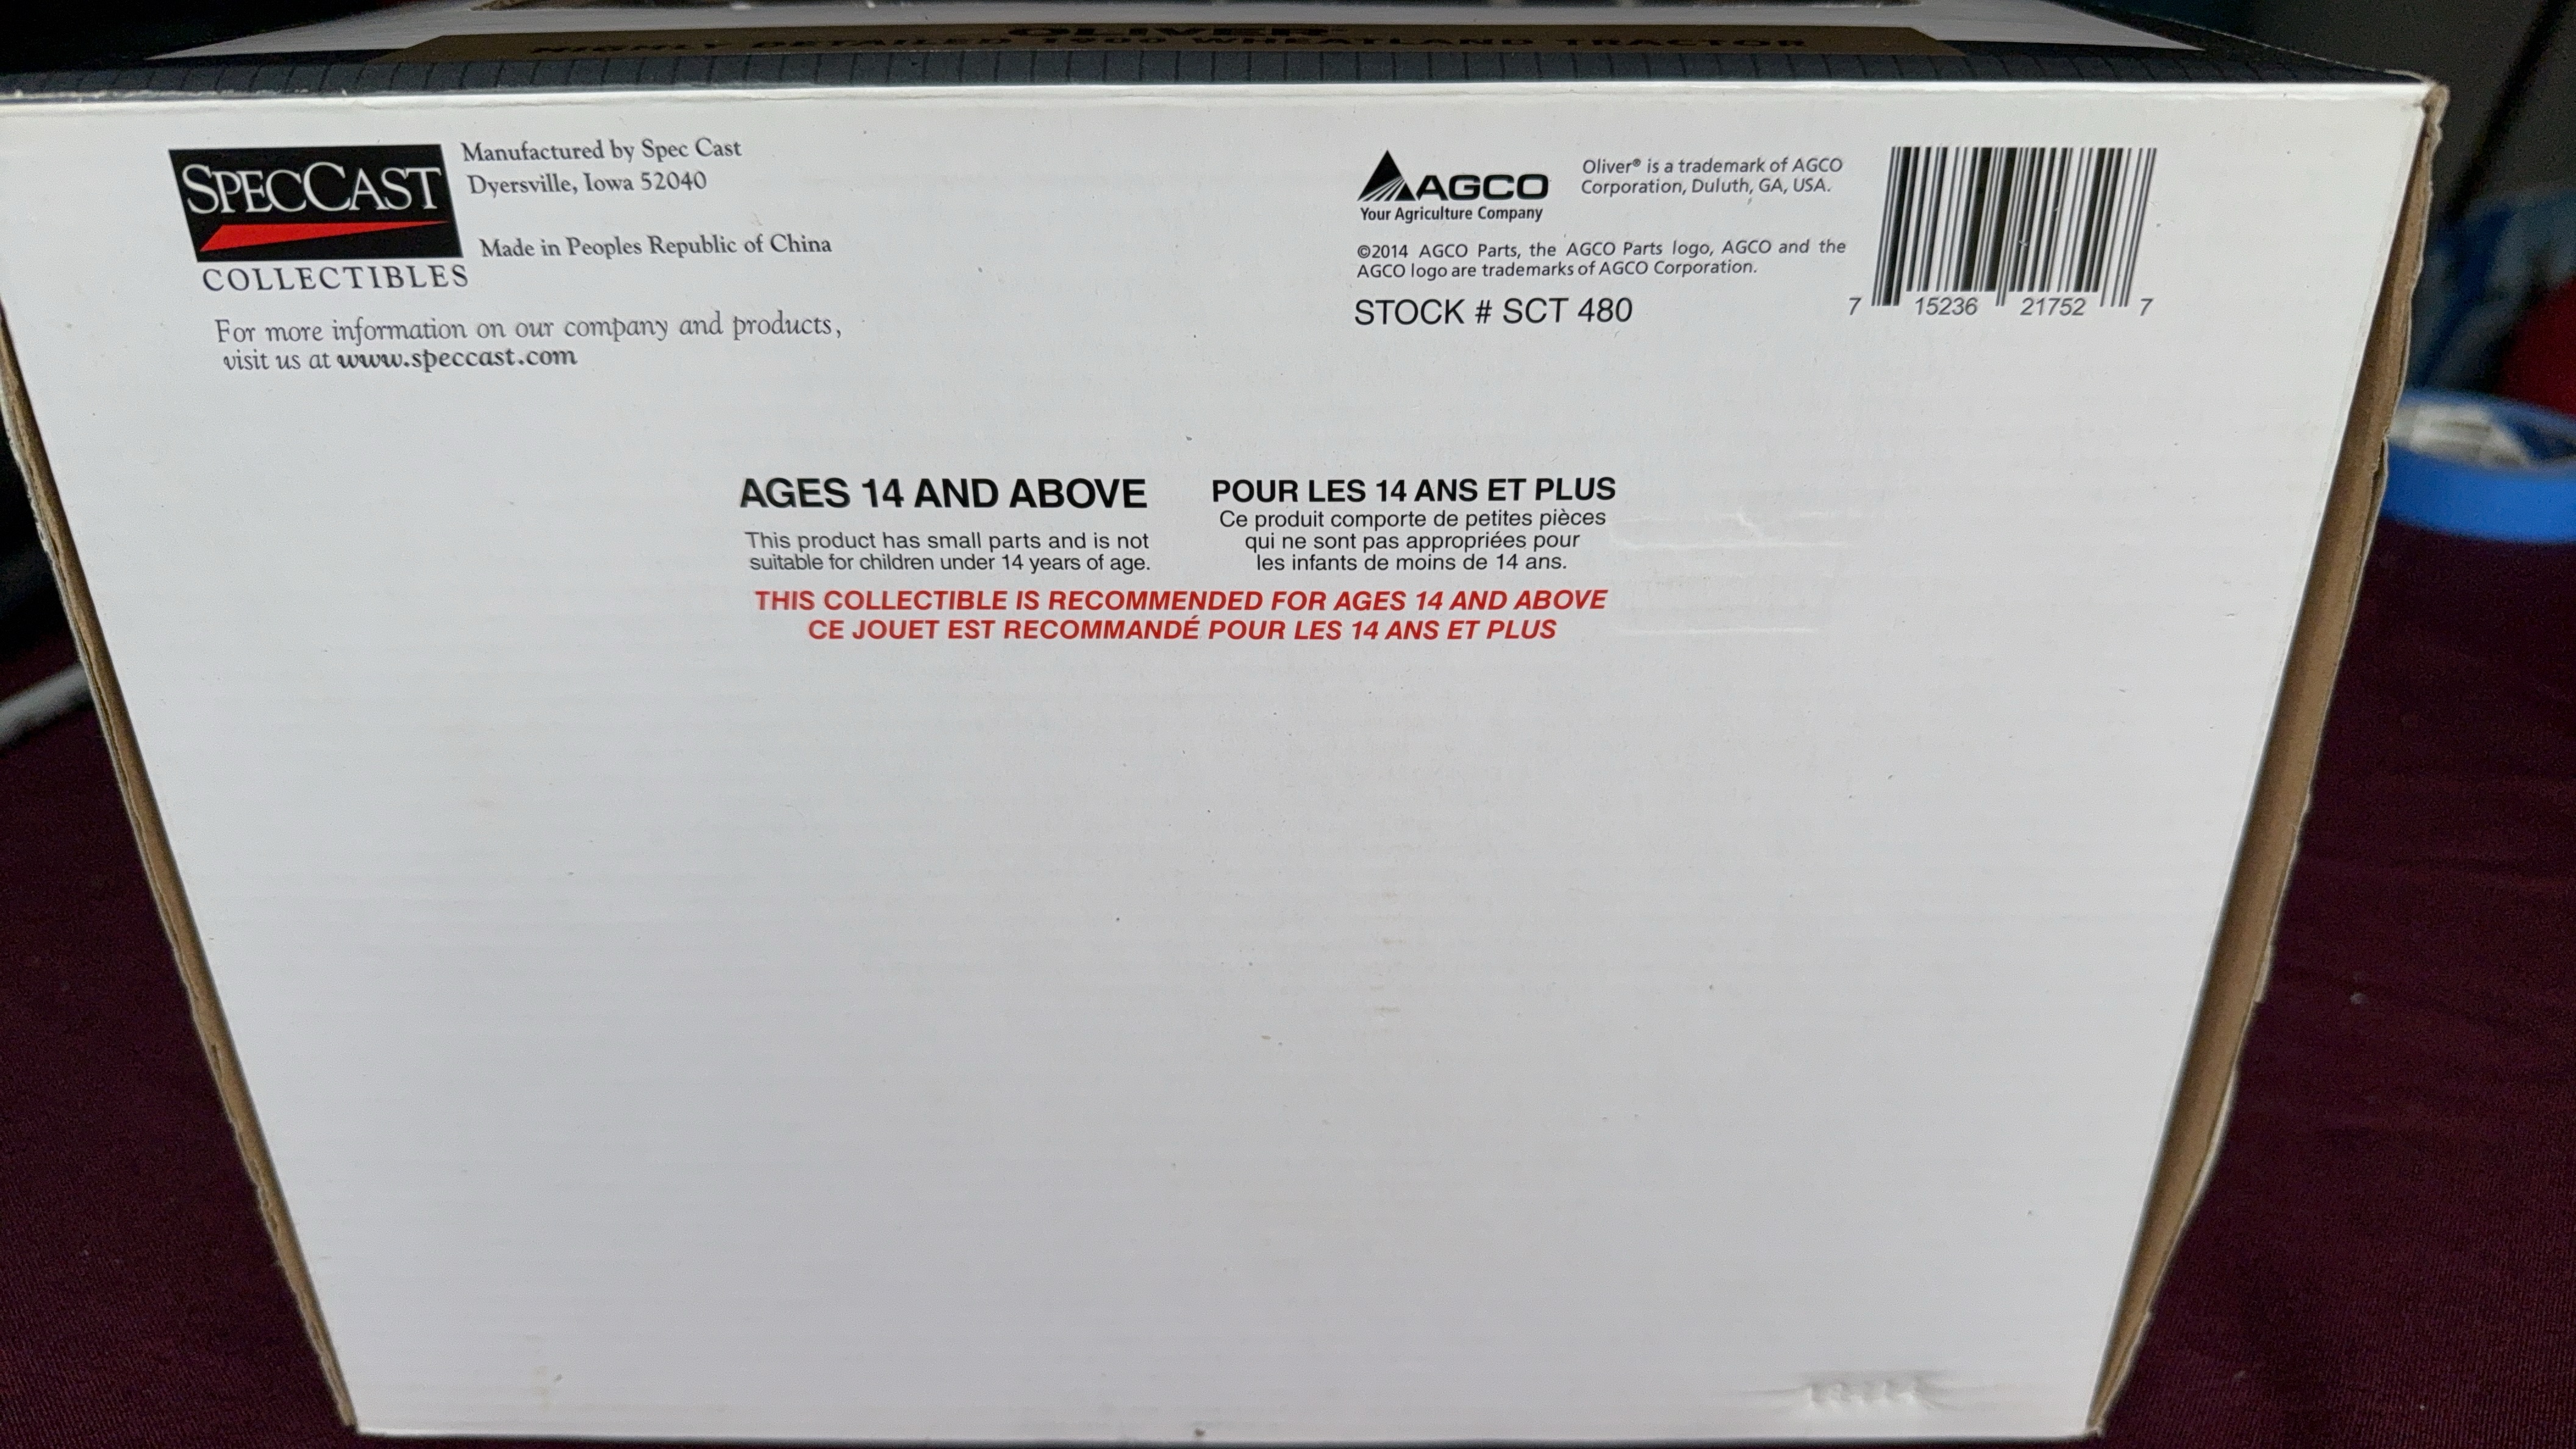 OLIVER
HIGHLY DETAILED 1900 WHEATLAND TRACTOR
SPECCAST
COLLECTIBLES
Manufactured by Spec Cast
Dyersville, Iowa 52040
Made in Peoples Republic of China
For more information on our company and products,
visit us at www.speccast.com
AGCO
Your Agriculture Company
Oliver® is a trademark of AGCO
Corporation, Duluth, GA, USA.
©2014 AGCO Parts, the AGCO Parts logo, AGCO and the
AGCO logo are trademarks of AGCO Corporation.
STOCK # SCT 480
7 15236 21752 7
AGES 14 AND ABOVE
This product has small parts and is not
suitable for children under 14 years of age.
POUR LES 14 ANS ET PLUS
Ce produit comporte de petites pièces
qui ne sont pas appropriées pour
les infants de moins de 14 ans.
THIS COLLECTIBLE IS RECOMMENDED FOR AGES 14 AND ABOVE
CE JOUET EST RECOMMANDÉ POUR LES 14 ANS ET PLUS